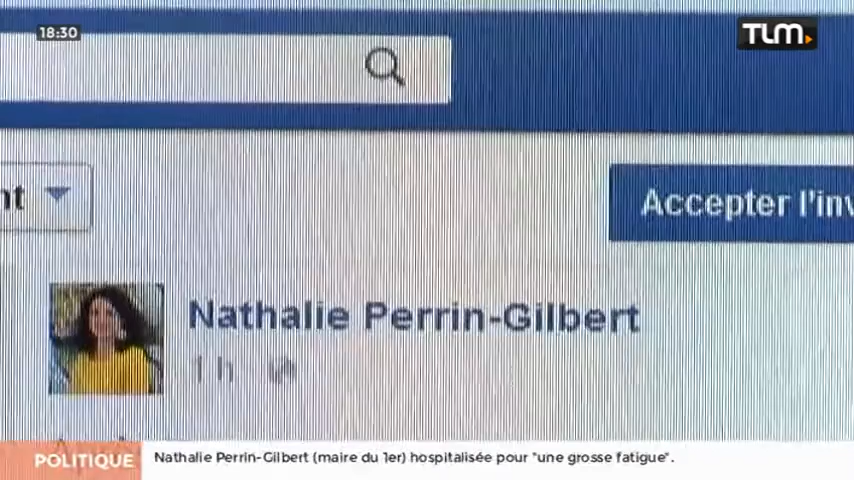 18:30
TLM
nt
Accepter l'inv
Nathalie Perrin-Gilbert
1 h
POLITIQUE
Nathalie Perrin-Gilbert (maire du 1er) hospitalisée pour "une grosse fatigue".